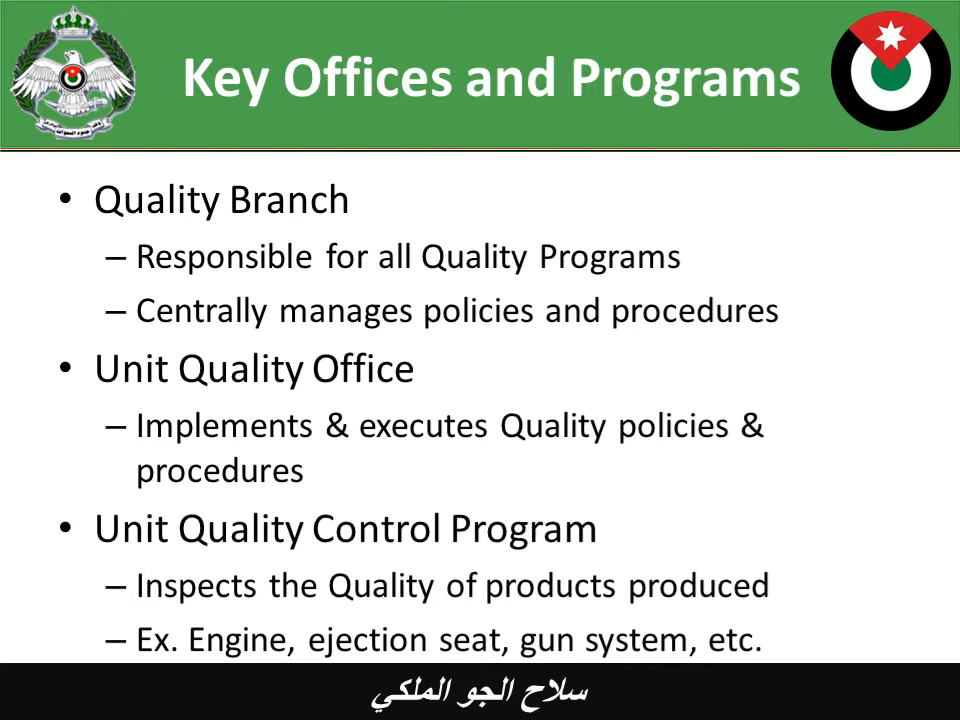 Key Offices and Programs
• Quality Branch
– Responsible for all Quality Programs
– Centrally manages policies and procedures
• Unit Quality Office
– Implements & executes Quality policies &
procedures
• Unit Quality Control Program
– Inspects the Quality of products produced
– Ex. Engine, ejection seat, gun system, etc.
سلاح الجو الملكي